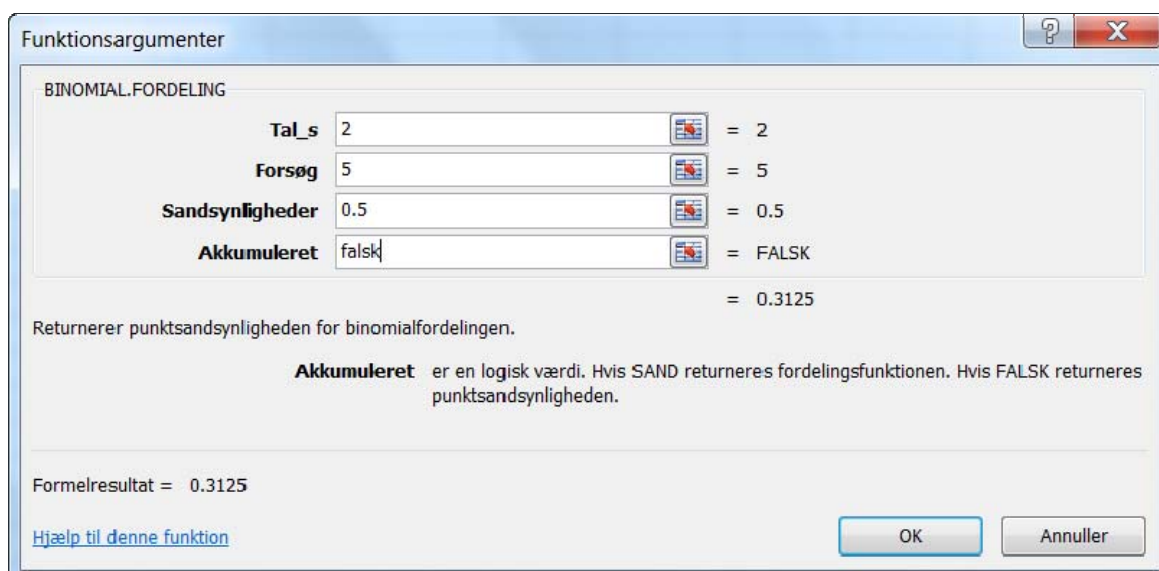 Funktionsargumenter
BINOMIAL.FORDELING
Tal_s 2 = 2
Forsøg 5 = 5
Sandsynligheder 0.5 = 0.5
Akkumuleret falsk = FALSK
= 0.3125
Returnerer punktsandsynligheden for binomialfordelingen.
Akkumuleret er en logisk værdi. Hvis SAND returneres fordelingsfunktionen. Hvis FALSK returneres
punktsandsynligheden.
Formelresultat = 0.3125
Hjælp til denne funktion OK Annuller